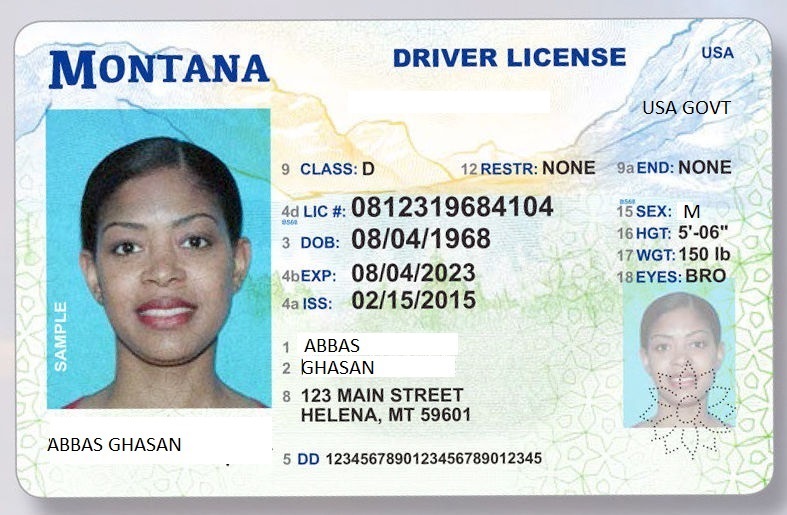 MONTANA
DRIVER LICENSE
USA
USA GOVT
9 CLASS: D
12 RESTR: NONE
9a END: NONE
4d LIC #: 0812319684104
15 SEX: M
3 DOB: 08/04/1968
16 HGT: 5'-06"
17 WGT: 150 lb
4b EXP: 08/04/2023
18 EYES: BRO
4a ISS: 02/15/2015
SAMPLE
1 ABBAS
2 GHASAN
8 123 MAIN STREET
HELENA, MT 59601
ABBAS GHASAN
5 DD 1234567890123456789012345